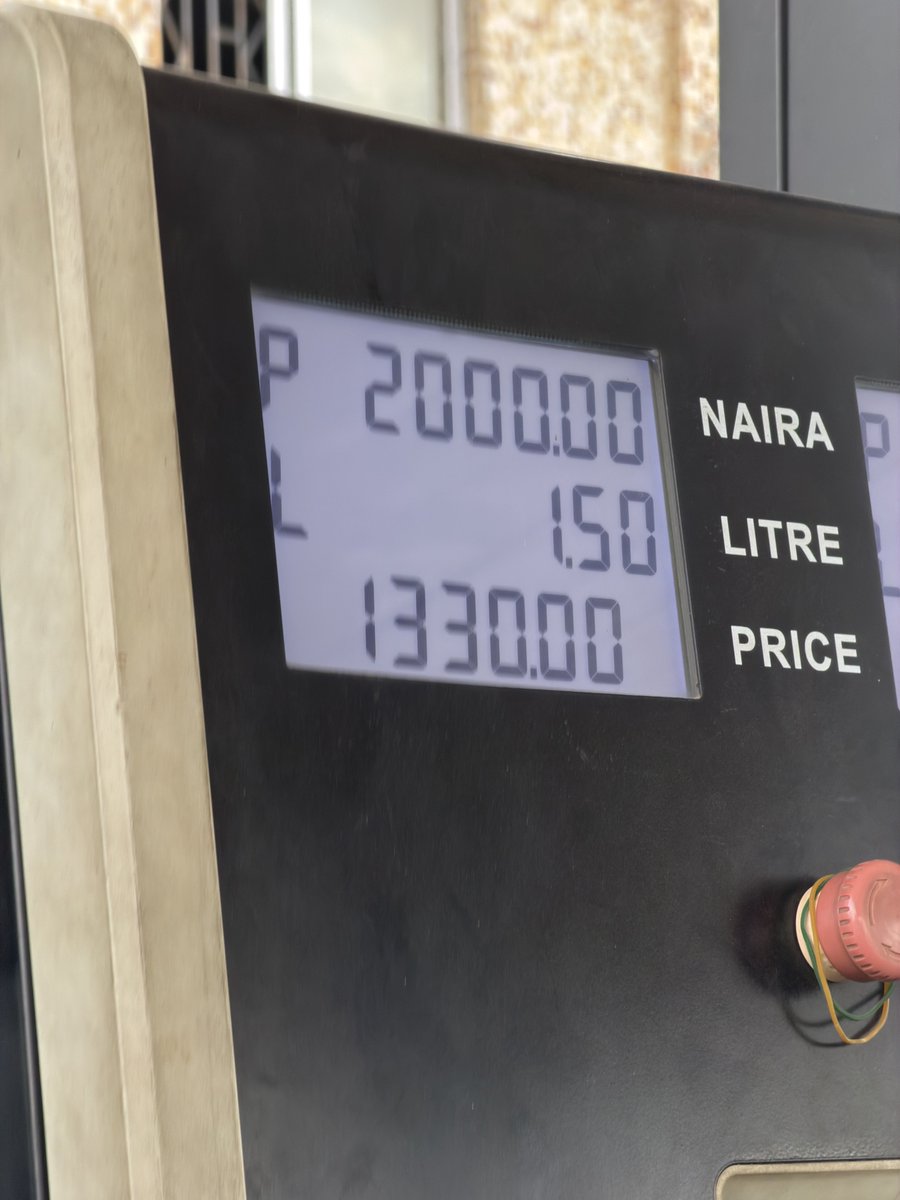 P 2000.00 NAIRA
L 1.50 LITRE
1330.00 PRICE
P